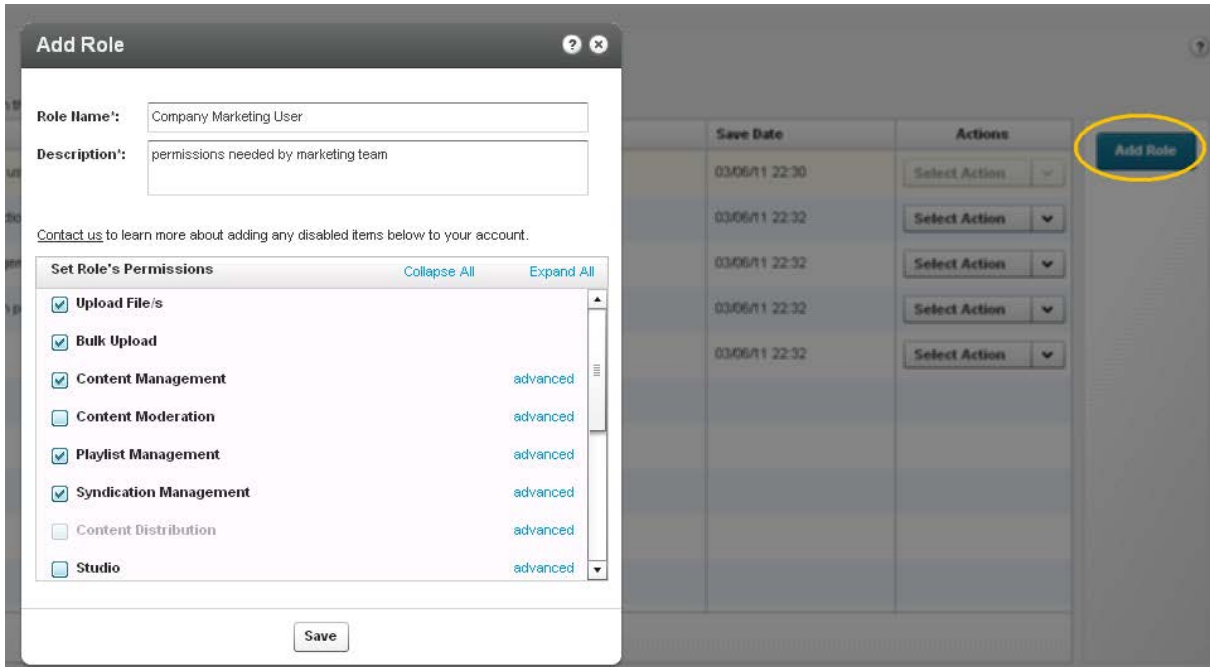 Add Role
Role Name*:
Company Marketing User
Description*:
permissions needed by marketing team
Contact us to learn more about adding any disabled items below to your account.
Set Role's Permissions Collapse All Expand All
Upload File/s
Bulk Upload
Content Management advanced
Content Moderation advanced
Playlist Management advanced
Syndication Management advanced
Content Distribution advanced
Studio advanced
Save
Save Date Actions
03/06/11 22:30 Select Action
03/06/11 22:32 Select Action
03/06/11 22:32 Select Action
03/06/11 22:32 Select Action
03/06/11 22:32 Select Action
Add Role